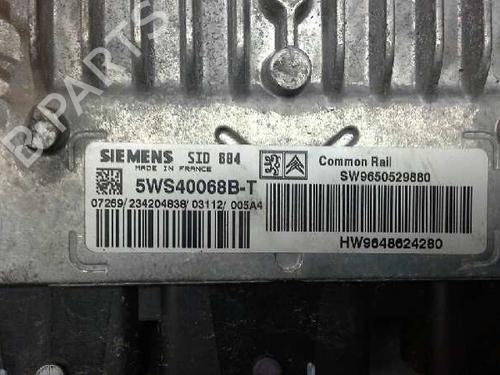 B-PARTS
SIEMENS SID 804
MADE IN FRANCE
5WS40068B-T
07269/234204838/03112/005A4
Common Rail
SW9650529880
HW9648624280